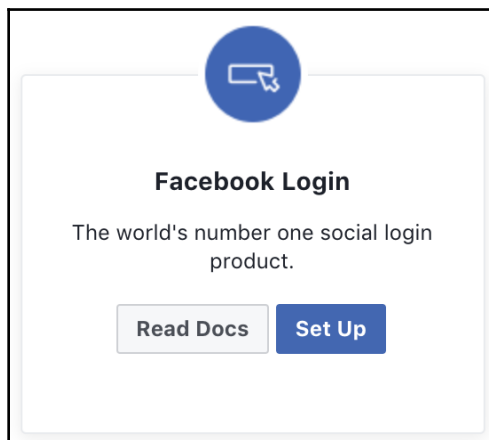 Facebook Login
The world's number one social login
product.
Read Docs
Set Up